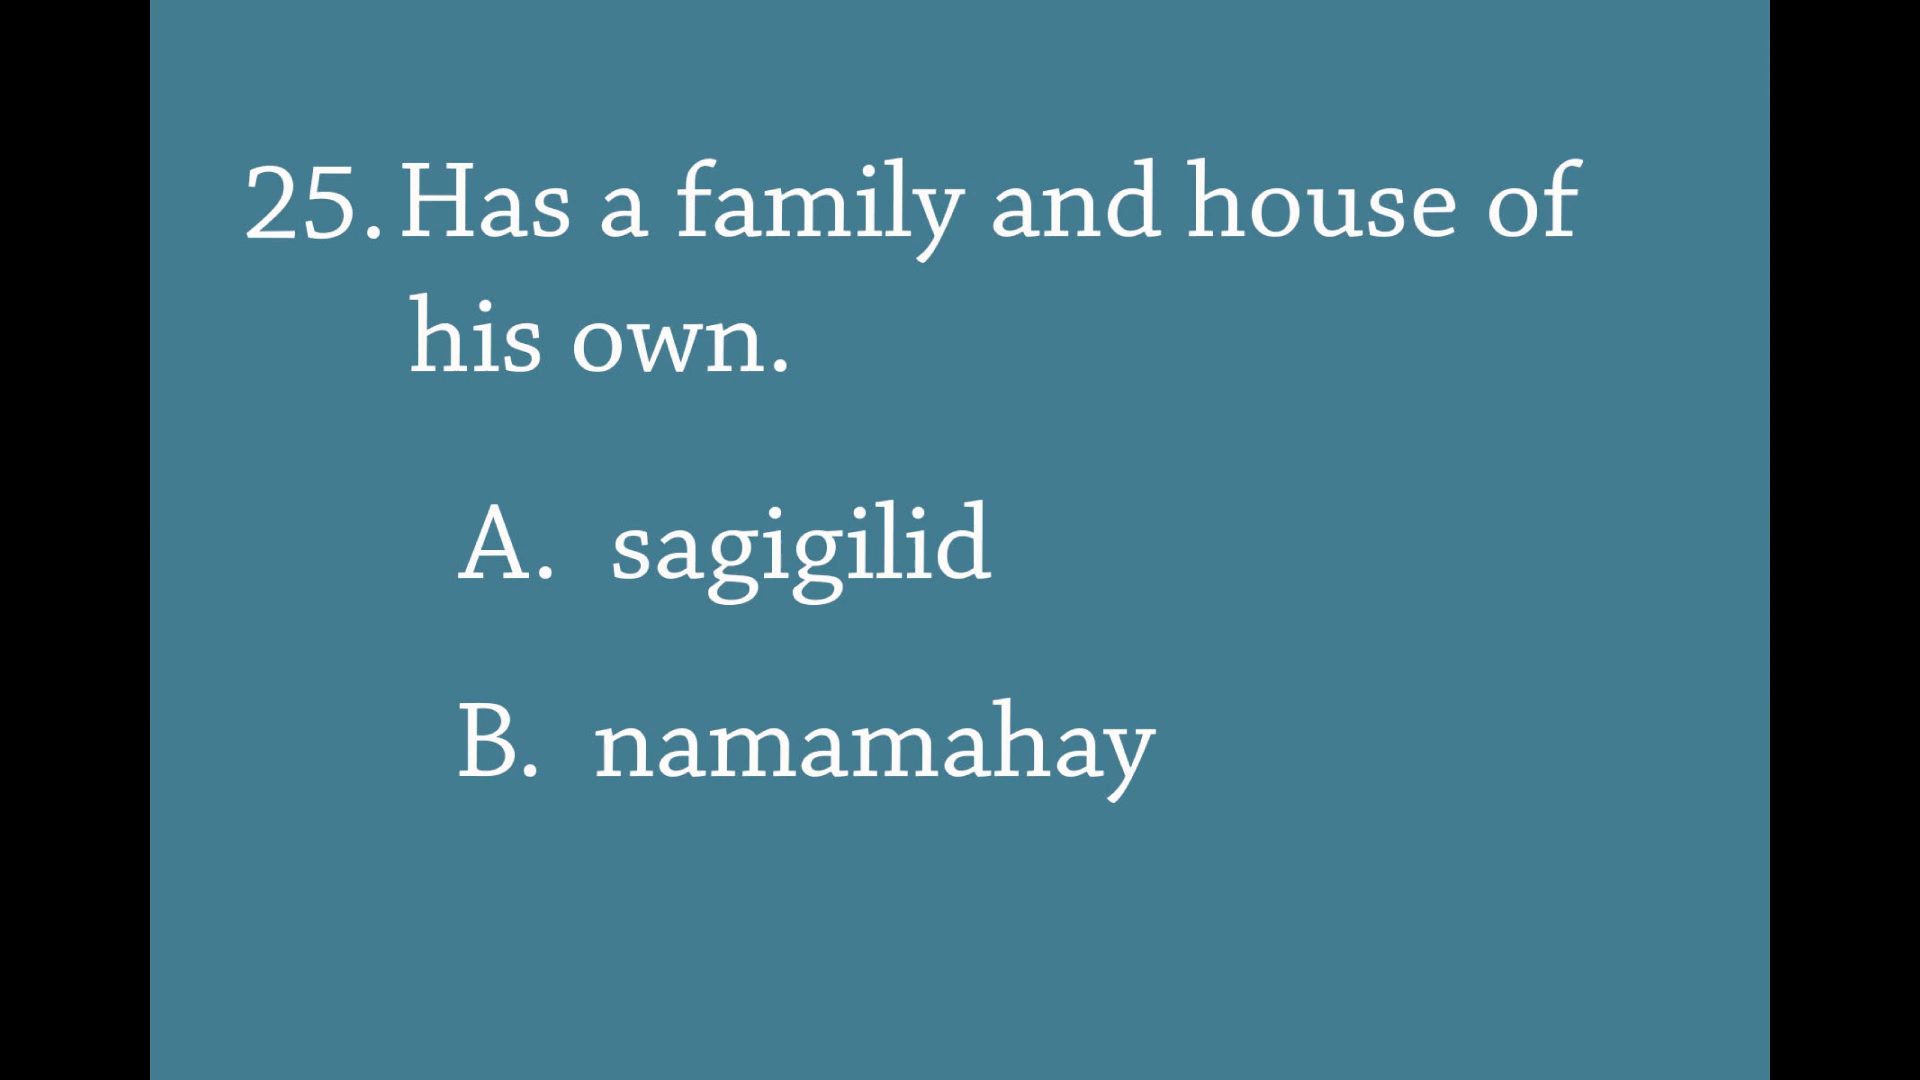 25. Has a family and house of
his own.
A. sagigilid
B. namamahay